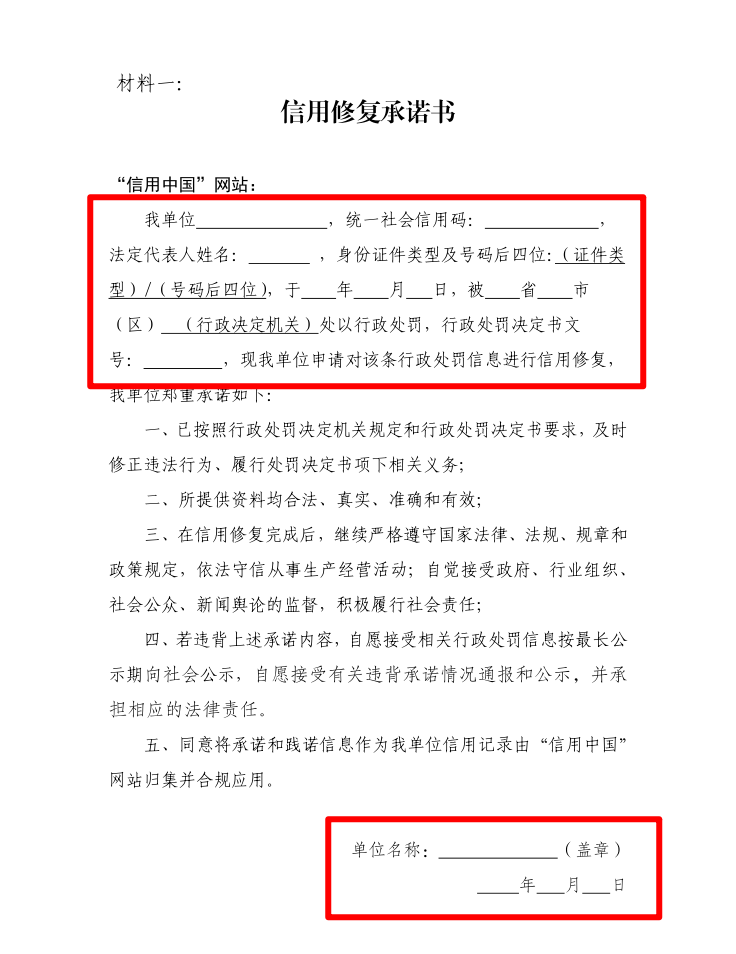 材料一：
信用修复承诺书
“信用中国”网站：
我单位______________，统一社会信用码：____________，
法定代表人姓名：______，身份证件类型及号码后四位:（证件类
型）/（号码后四位），于___年___月___日，被___省___市
（区）__（行政决定机关）处以行政处罚，行政处罚决定书文
号：________，现我单位申请对该条行政处罚信息进行信用修复，
我单位郑重承诺如下：
一、已按照行政处罚决定机关规定和行政处罚决定书要求，及时
修正违法行为、履行处罚决定书项下相关义务；
二、所提供资料均合法、真实、准确和有效；
三、在信用修复完成后，继续严格遵守国家法律、法规、规章和
政策规定，依法守信从事生产经营活动；自觉接受政府、行业组织、
社会公众、新闻舆论的监督，积极履行社会责任；
四、若违背上述承诺内容，自愿接受相关行政处罚信息按最长公
示期向社会公示，自愿接受有关违背承诺情况通报和公示，并承
担相应的法律责任。
五、同意将承诺和践诺信息作为我单位信用记录由“信用中国”
网站归集并合规应用。
单位名称：____________（盖章）
____年___月___日